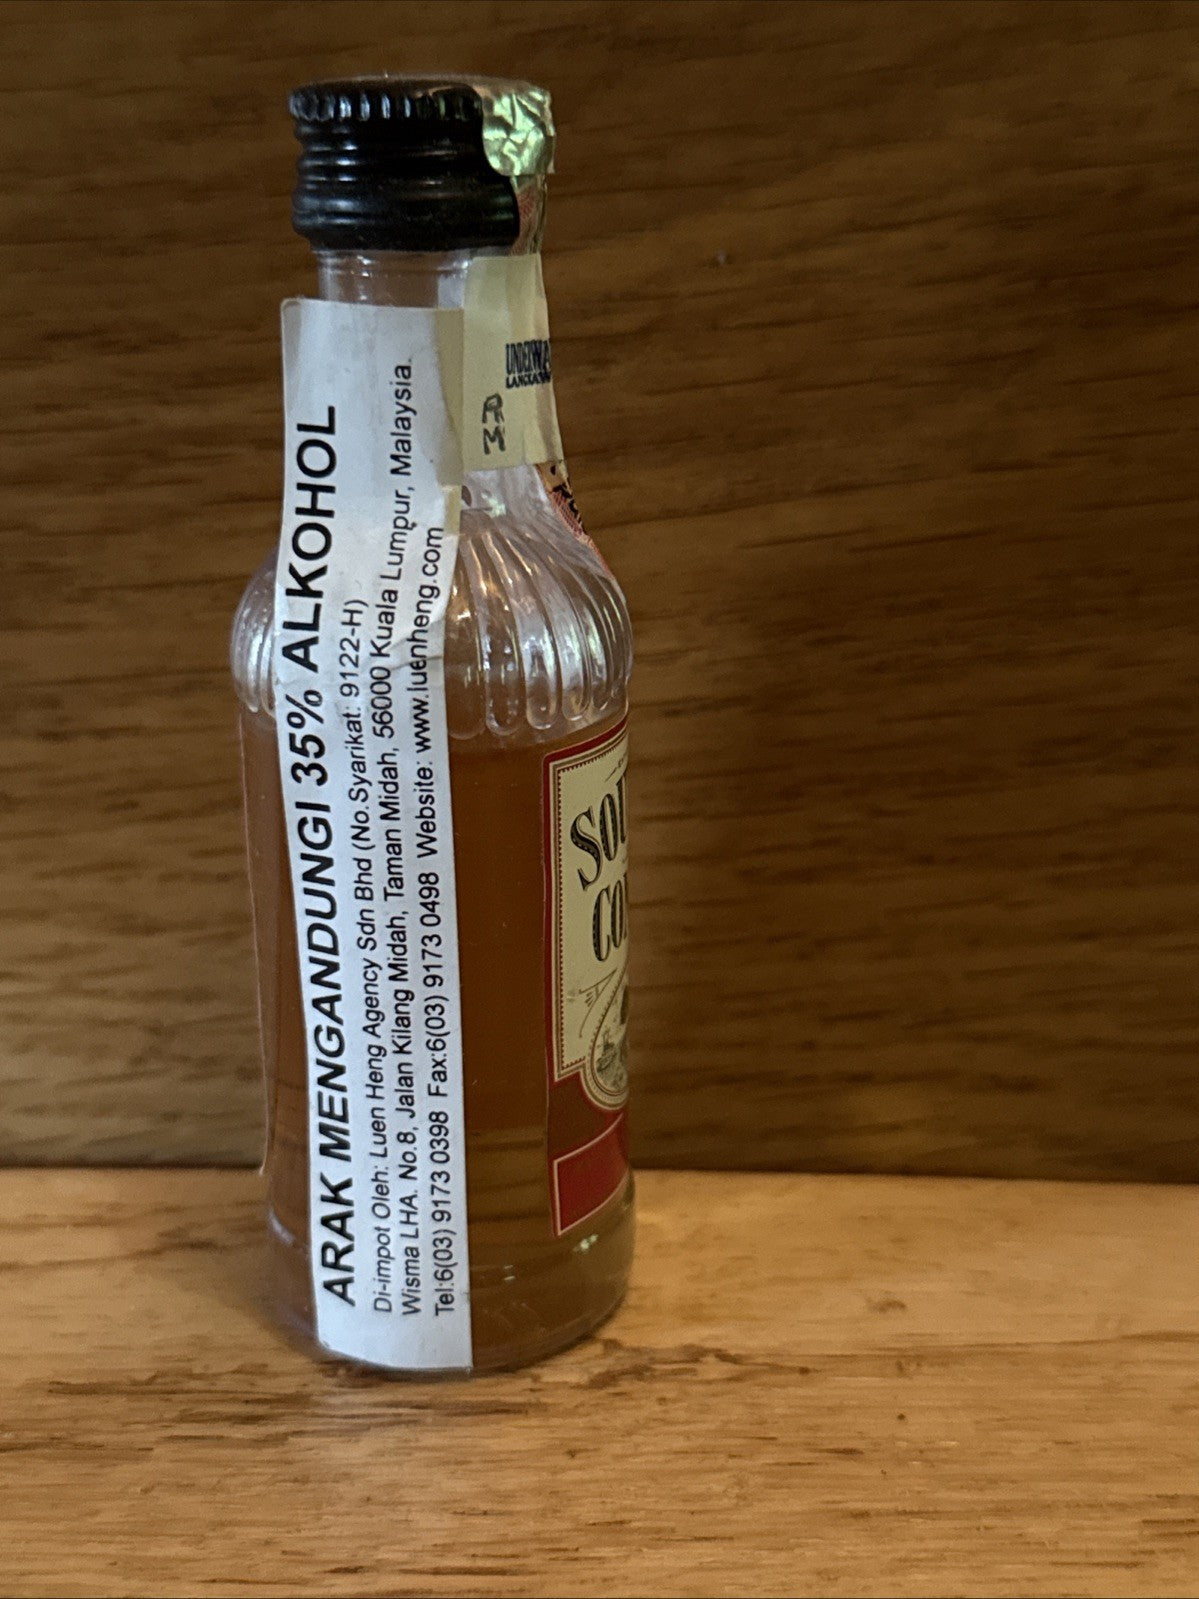 ARAK MENGANDUNGI 35% ALKOHOL
Di-impot Oleh: Luen Heng Agency Sdn Bhd (No.Syarikat: 9122-H)
Wisma LHA. No.8, Jalan Kilang Midah, Taman Midah, 56000 Kuala Lumpur, Malaysia.
Tel:6(03) 9173 0398 Fax:6(03) 9173 0498 Website: www.luenheng.com
SOU
CO